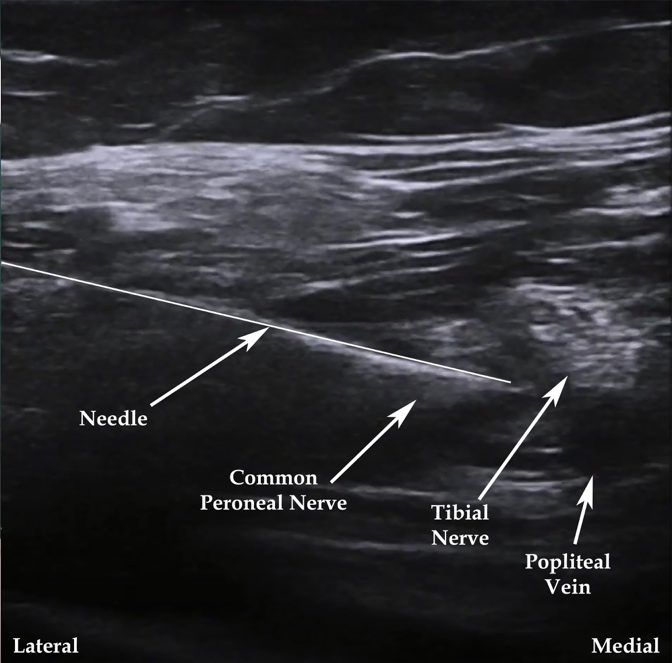 Needle
Common
Peroneal Nerve
Tibial
Nerve
Popliteal
Vein
Lateral
Medial